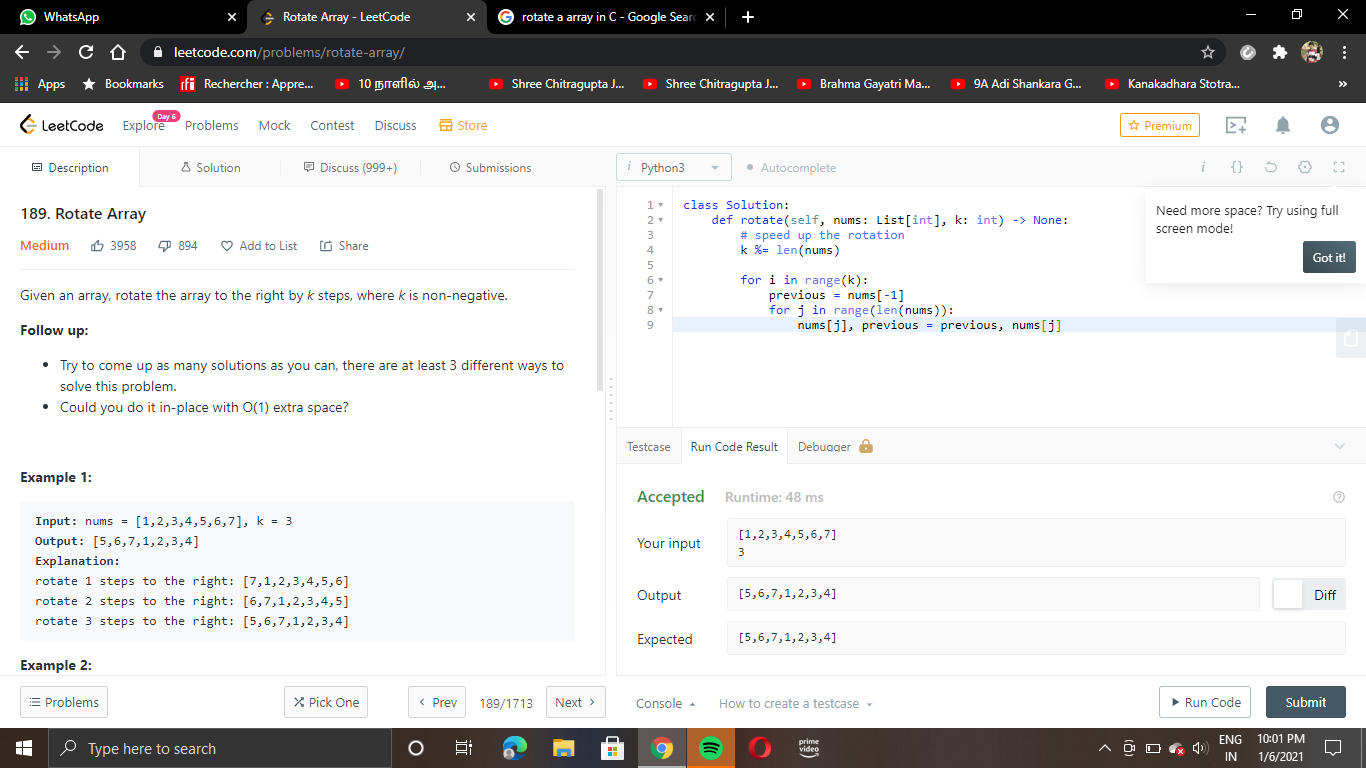 WhatsApp
Rotate Array - LeetCode
rotate a array in C - Google Searc
leetcode.com/problems/rotate-array/
Apps
Bookmarks
Rechercher : Appre...
10 நாளில் அ...
Shree Chitragupta J...
Shree Chitragupta J...
Brahma Gayatri Ma...
9A Adi Shankara G...
Kanakadhara Stotra...
»
LeetCode
Explore
Day 6
Problems
Mock
Contest
Discuss
Store
Premium
Description
Solution
Discuss (999+)
Submissions
i Python3
Autocomplete
i
{}
189. Rotate Array
Medium
3958
894
Add to List
Share
Given an array, rotate the array to the right by k steps, where k is non-negative.
Follow up:
• Try to come up as many solutions as you can, there are at least 3 different ways to
solve this problem.
• Could you do it in-place with O(1) extra space?
Example 1:
Input: nums = [1,2,3,4,5,6,7], k = 3
Output: [5,6,7,1,2,3,4]
Explanation:
rotate 1 steps to the right: [7,1,2,3,4,5,6]
rotate 2 steps to the right: [6,7,1,2,3,4,5]
rotate 3 steps to the right: [5,6,7,1,2,3,4]
Example 2:
Problems
Pick One
Prev
189/1713
Next
1 class Solution:
2 def rotate(self, nums: List[int], k: int) -> None:
3 # speed up the rotation
4 k %= len(nums)
5
6 for i in range(k):
7 previous = nums[-1]
8 for j in range(len(nums)):
9 nums[j], previous = previous, nums[j]
Need more space? Try using full
screen mode!
Got it!
Testcase
Run Code Result
Debugger
Accepted
Runtime: 48 ms
Your input
[1,2,3,4,5,6,7]
3
Output
[5,6,7,1,2,3,4]
Diff
Expected
[5,6,7,1,2,3,4]
Console
How to create a testcase
Run Code
Submit
Type here to search
prime
video
ENG
IN
10:01 PM
1/6/2021